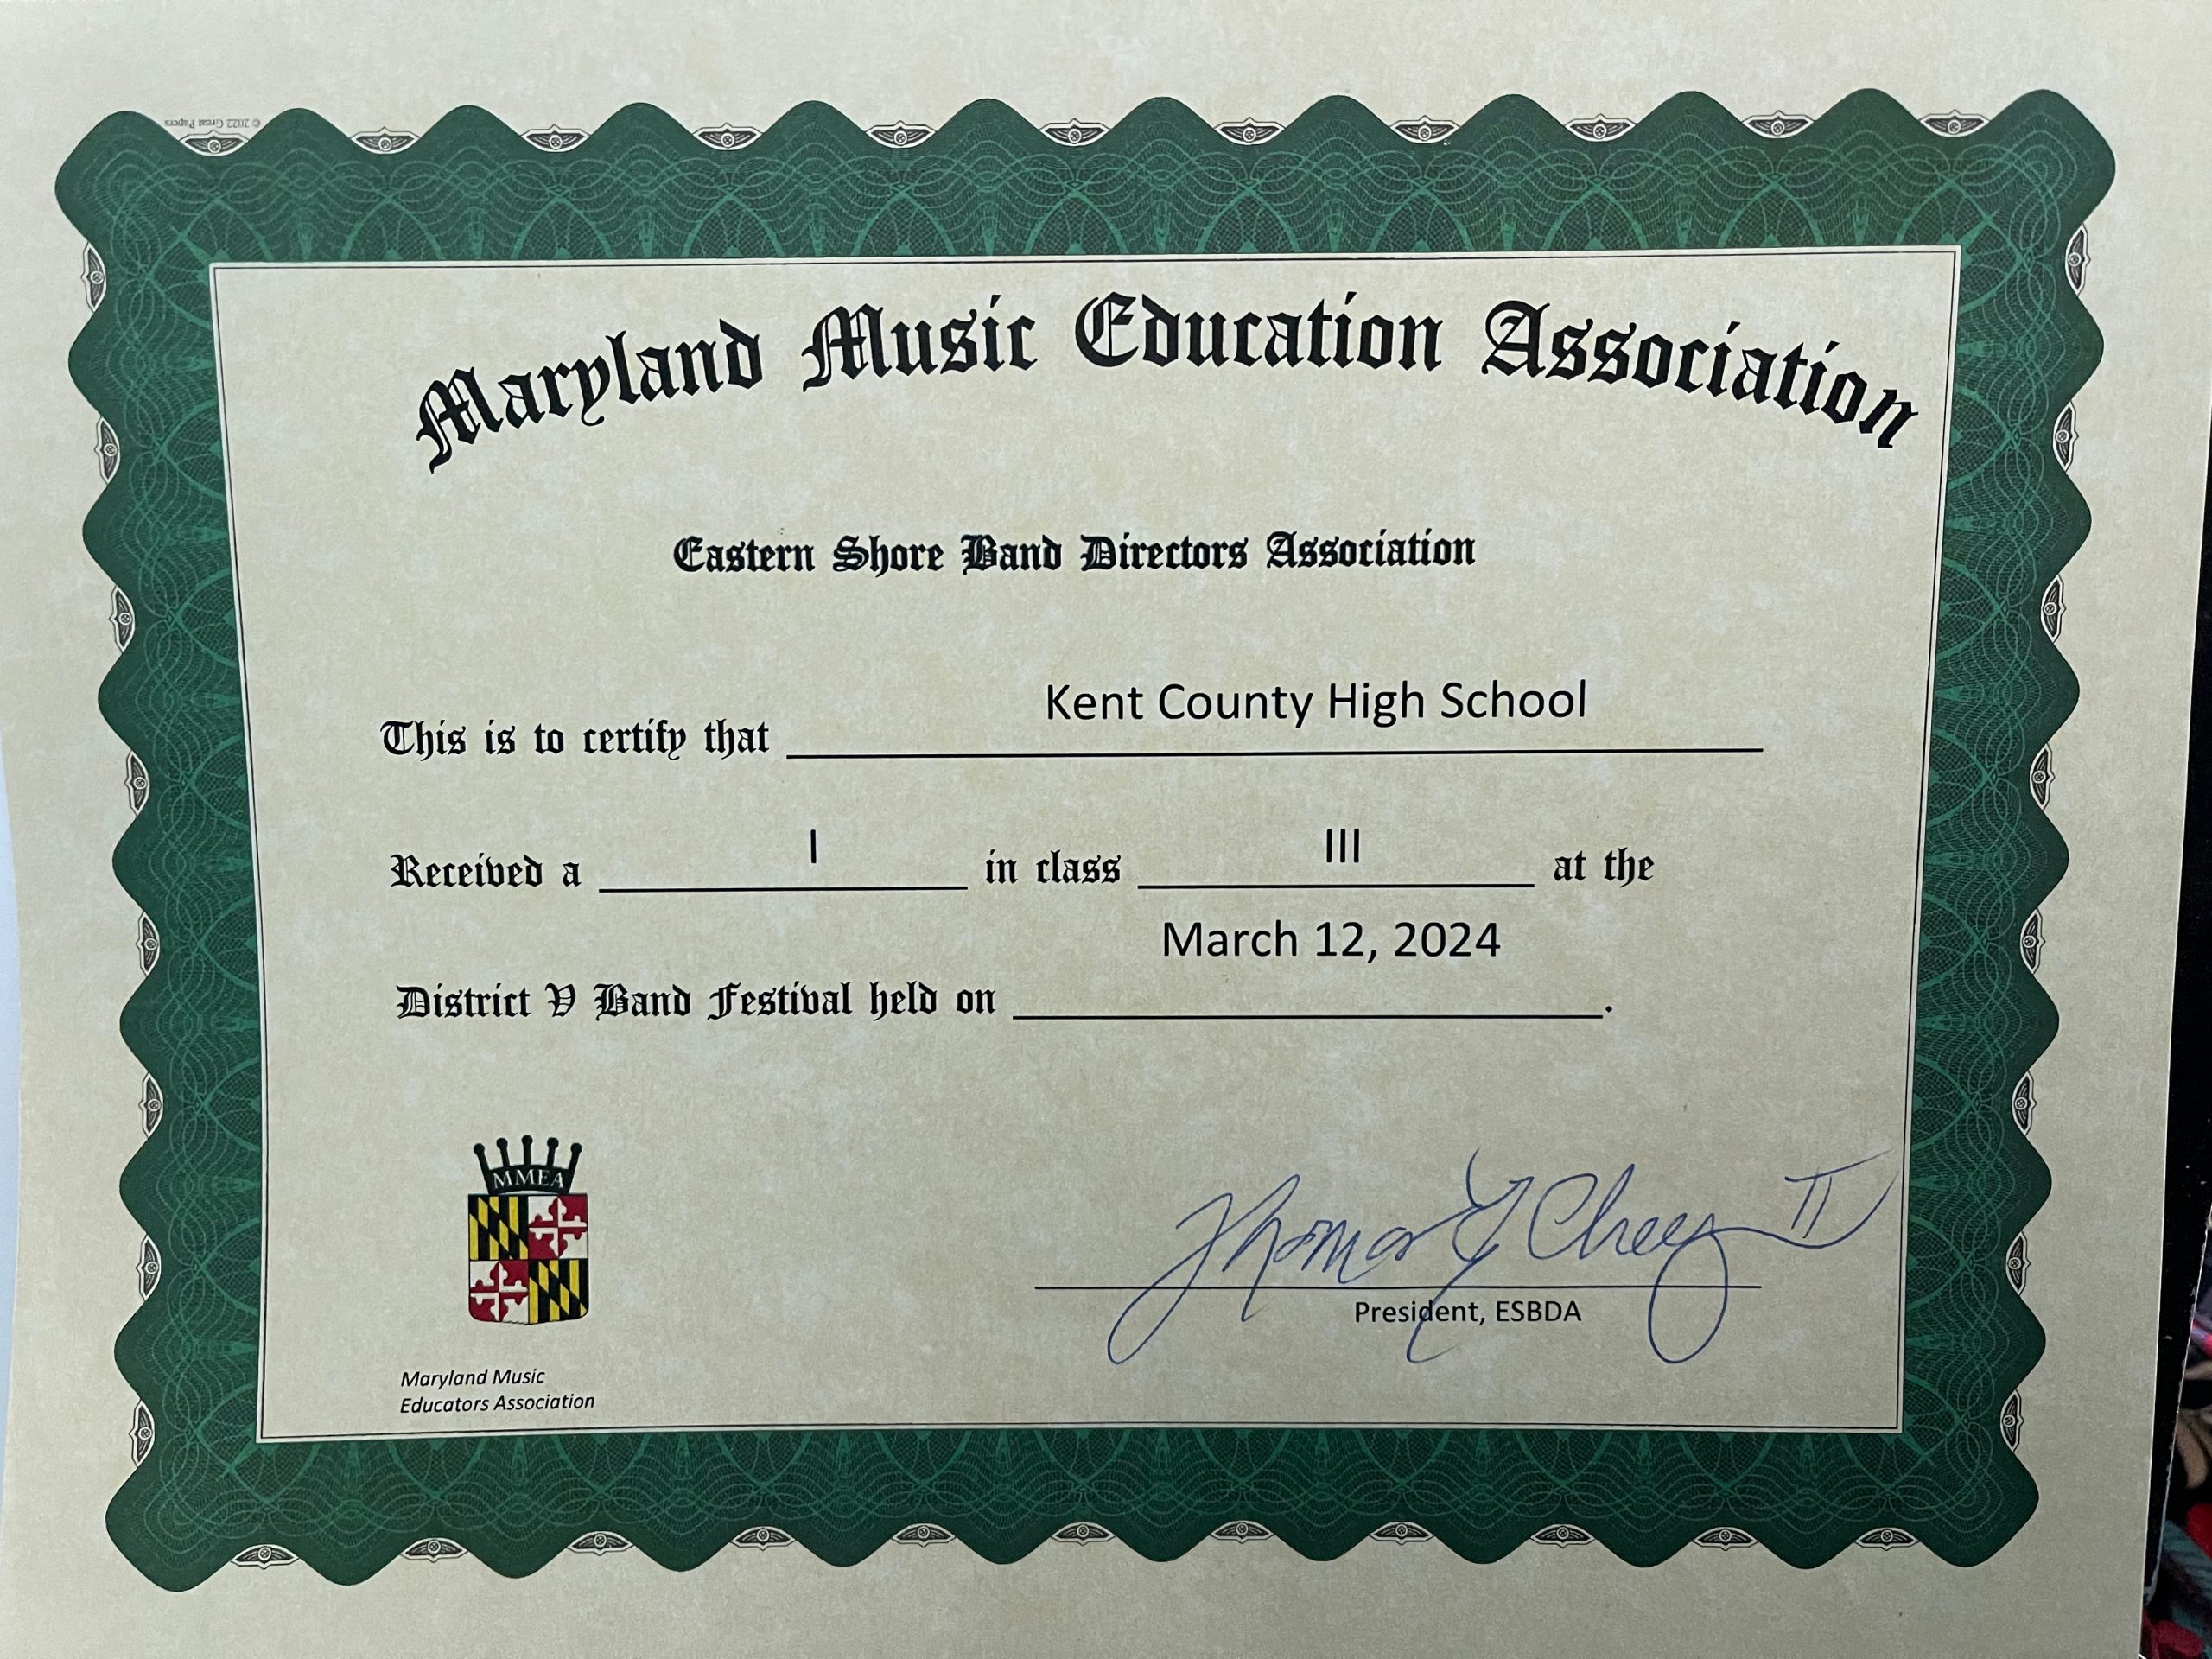 © 2022 Great Papers
Maryland Music Education Association
Eastern Shore Band Directors Association
This is to certify that Kent County High School
Received a I in class III at the
District V Band Festival held on March 12, 2024.
MMEA
Thomas II
President, ESBDA
Maryland Music
Educators Association